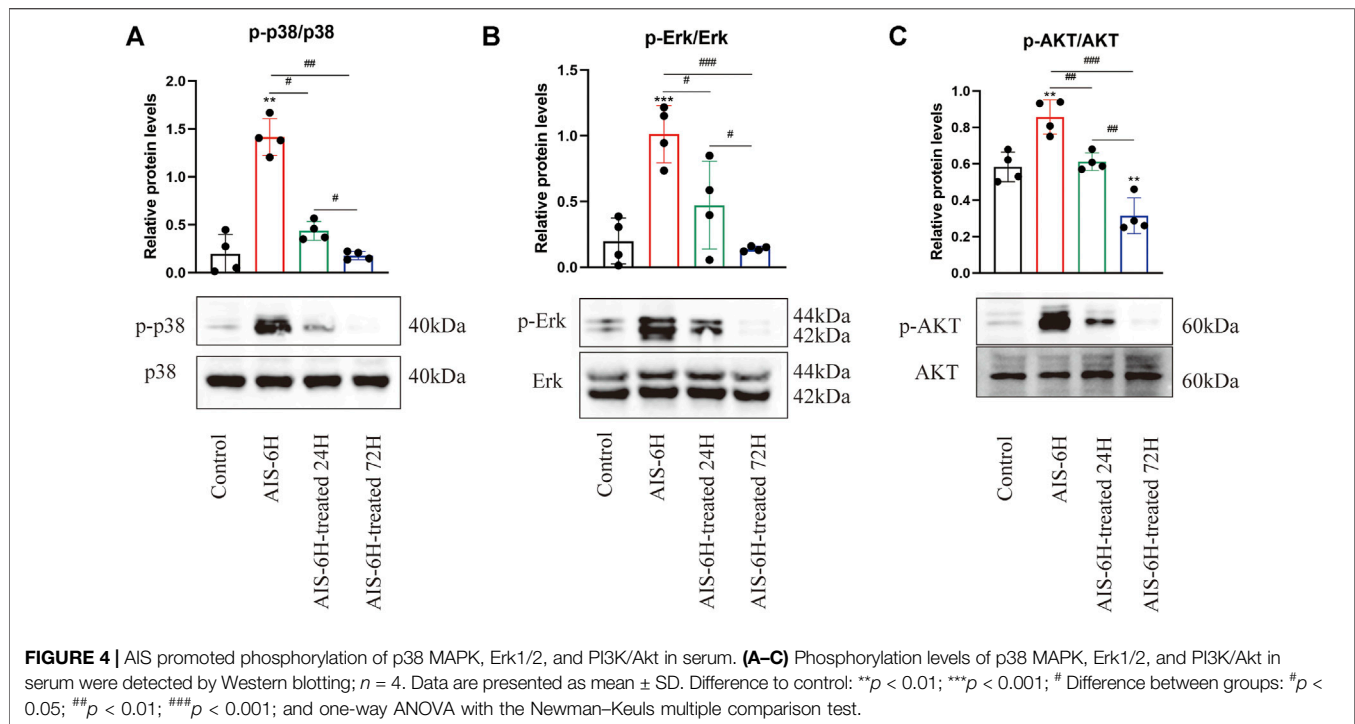 A
p-p38/p38
Relative protein levels
2.0
1.5
1.0
0.5
0.0
**
#
##
#
p-p38
40kDa
p38
40kDa
Control
AIS-6H
AIS-6H-treated 24H
AIS-6H-treated 72H
B
p-Erk/Erk
Relative protein levels
1.5
1.0
0.5
0.0
***
#
###
#
p-Erk
44kDa
42kDa
Erk
44kDa
42kDa
Control
AIS-6H
AIS-6H-treated 24H
AIS-6H-treated 72H
C
p-AKT/AKT
Relative protein levels
1.0
0.8
0.6
0.4
0.2
0.0
**
##
###
##
**
p-AKT
60kDa
AKT
60kDa
Control
AIS-6H
AIS-6H-treated 24H
AIS-6H-treated 72H
FIGURE 4 | AIS promoted phosphorylation of p38 MAPK, Erk1/2, and PI3K/Akt in serum. (A–C) Phosphorylation levels of p38 MAPK, Erk1/2, and PI3K/Akt in
serum were detected by Western blotting; n = 4. Data are presented as mean ± SD. Difference to control: **p < 0.01; ***p < 0.001; # Difference between groups: #p <
0.05; ##p < 0.01; ###p < 0.001; and one-way ANOVA with the Newman–Keuls multiple comparison test.